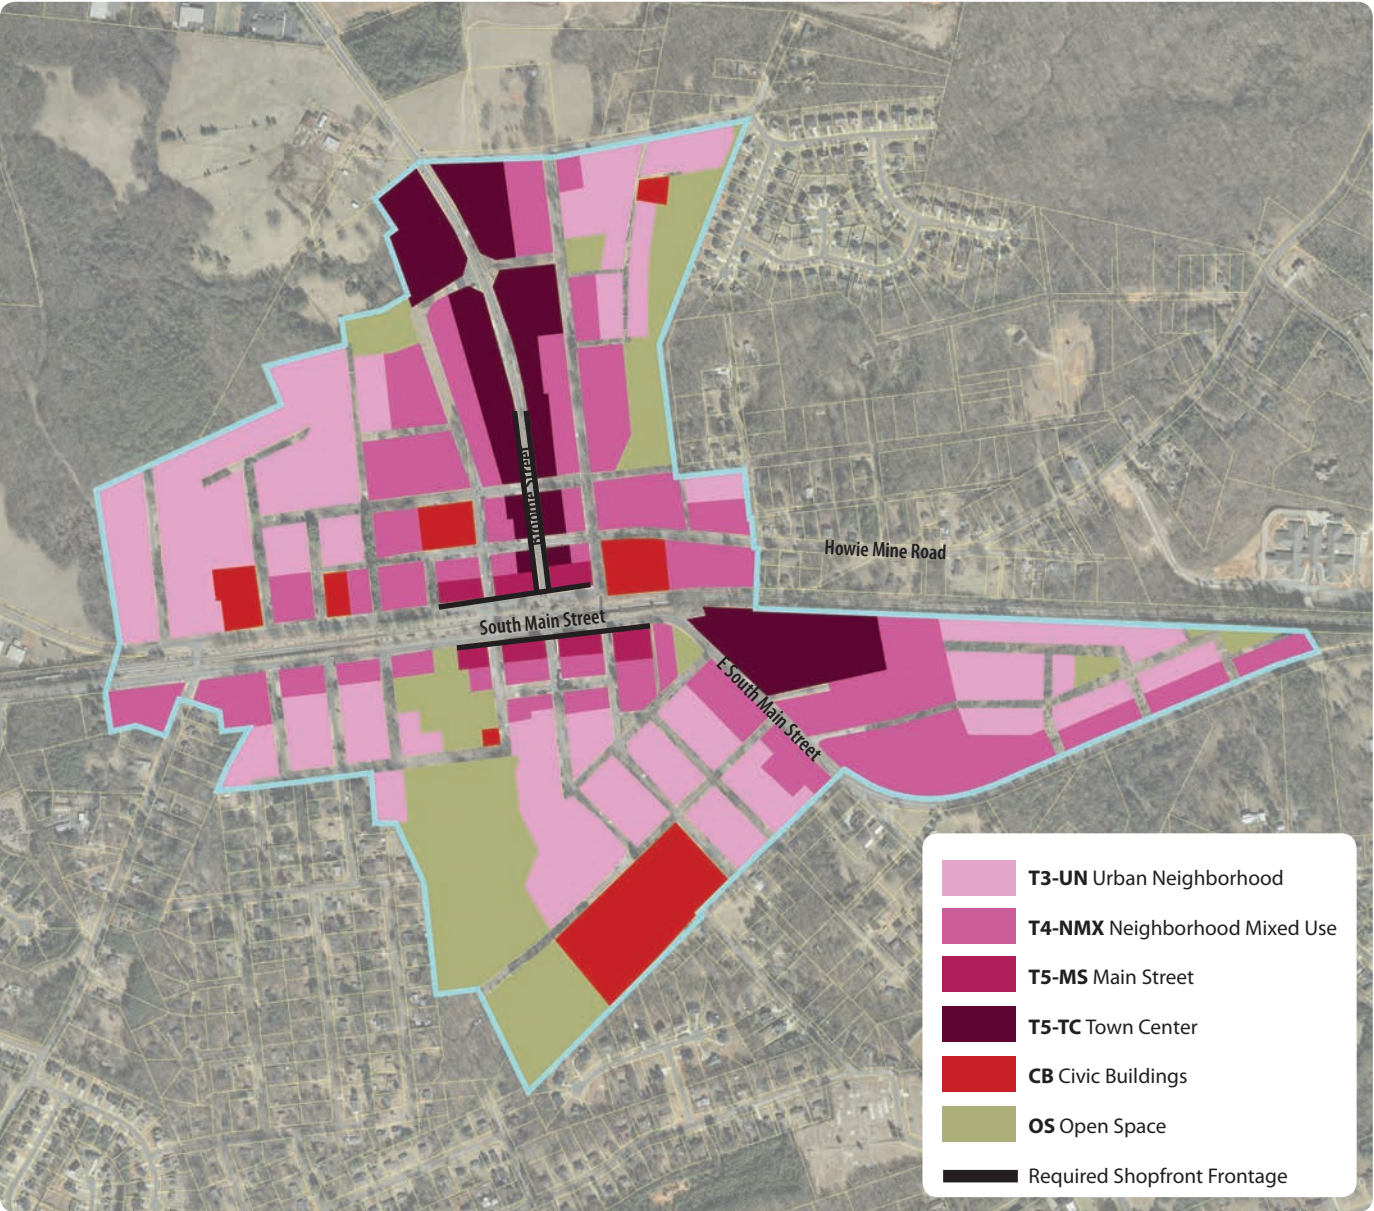 Howie Mine Road
South Main Street
E South Main Street
T3-UN Urban Neighborhood
T4-NMX Neighborhood Mixed Use
T5-MS Main Street
T5-TC Town Center
CB Civic Buildings
OS Open Space
Required Shopfront Frontage